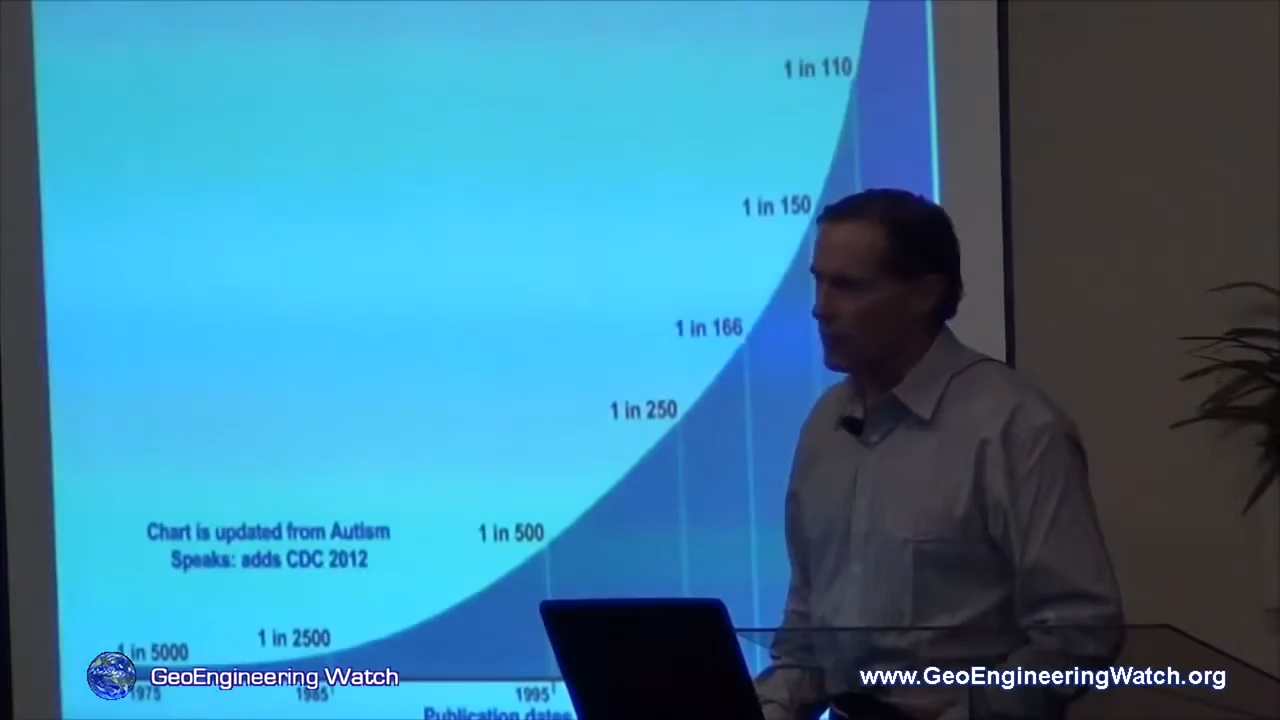 1 in 110
1 in 150
1 in 166
1 in 250
1 in 500
Chart is updated from Autism
Speaks: adds CDC 2012
1 in 2500
1 in 5000
GeoEngineering Watch
www.GeoEngineeringWatch.org
1975
1985
1995
Publication dates